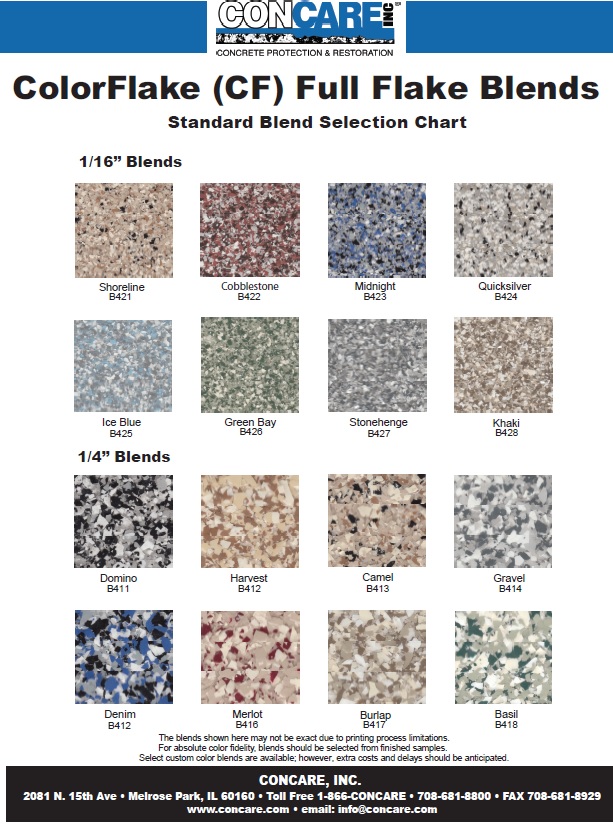 CONCARE INC
CONCRETE PROTECTION & RESTORATION
ColorFlake (CF) Full Flake Blends
Standard Blend Selection Chart
1/16” Blends
Shoreline Cobblestone Midnight Quicksilver
B421 B422 B423 B424
Ice Blue Green Bay Stonehenge Khaki
B425 B426 B427 B428
1/4” Blends
Domino Harvest Camel Gravel
B411 B412 B413 B414
Denim Merlot Burlap Basil
B412 B416 B417 B418
The blends shown here may not be exact due to printing process limitations.
For absolute color fidelity, blends should be selected from finished samples.
Select custom color blends are available; however, extra costs and delays should be anticipated.
CONCARE, INC.
2081 N. 15th Ave • Melrose Park, IL 60160 • Toll Free 1-866-CONCARE • 708-681-8800 • FAX 708-681-8929
www.concare.com • email: info@concare.com